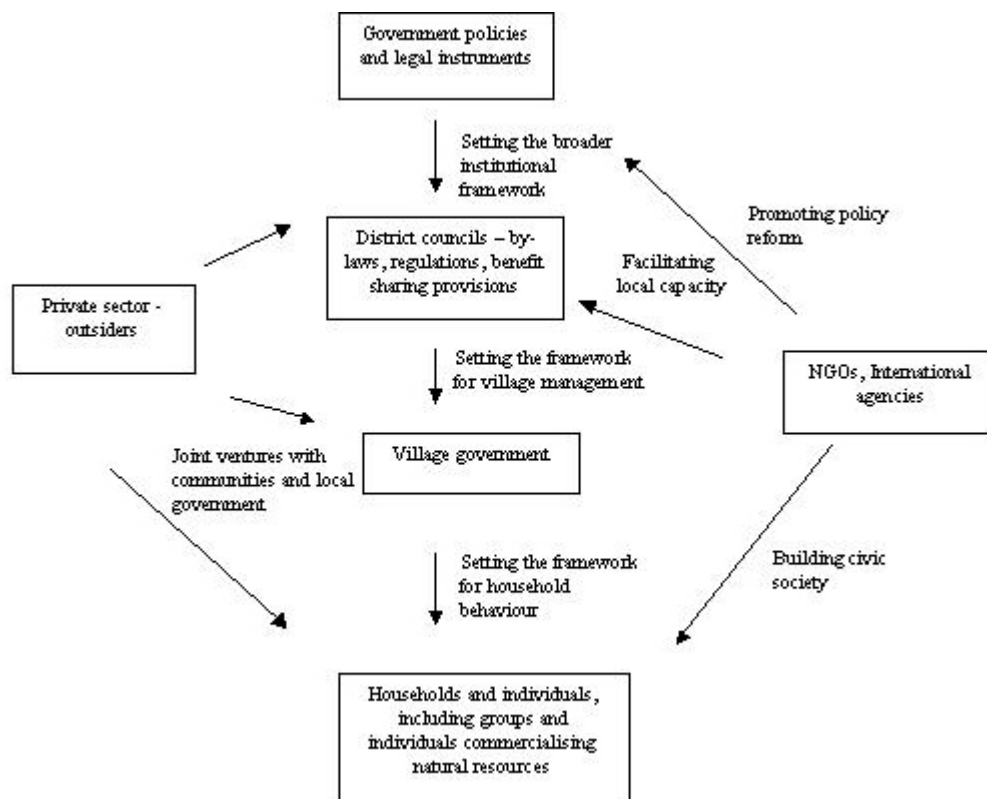 Government policies
and legal instruments
Setting the broader
institutional
framework
Promoting policy
reform
District councils – by-
laws, regulations, benefit
sharing provisions
Facilitating
local capacity
Private sector -
outsiders
Setting the framework
for village management
NGOs, International
agencies
Village government
Joint ventures with
communities and local
government
Setting the framework
for household
behaviour
Building civic
society
Households and individuals,
including groups and
individuals commercialising
natural resources